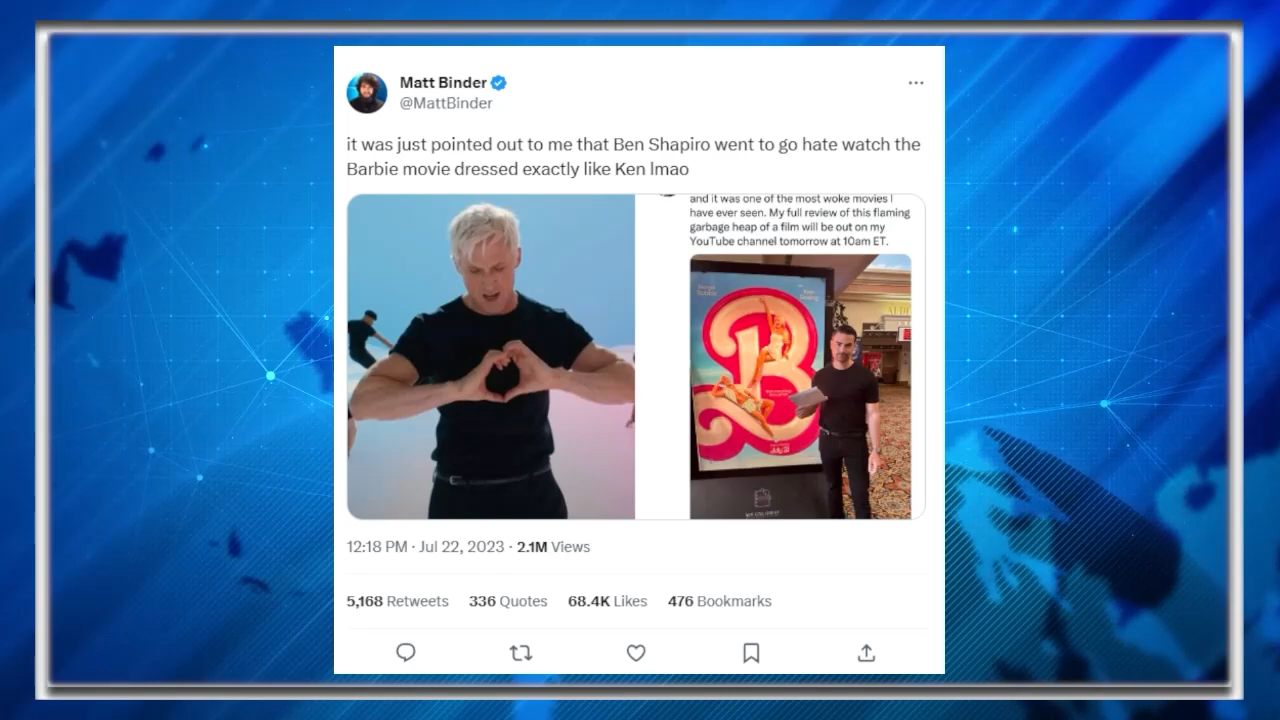 Matt Binder
@MattBinder
it was just pointed out to me that Ben Shapiro went to go hate watch the
Barbie movie dressed exactly like Ken lmao
and it was one of the most woke movies I
have ever seen. My full review of this flaming
garbage heap of a film will be out on my
YouTube channel tomorrow at 10am ET.
B
12:18 PM · Jul 22, 2023 · 2.1M Views
5,168 Retweets 336 Quotes 68.4K Likes 476 Bookmarks